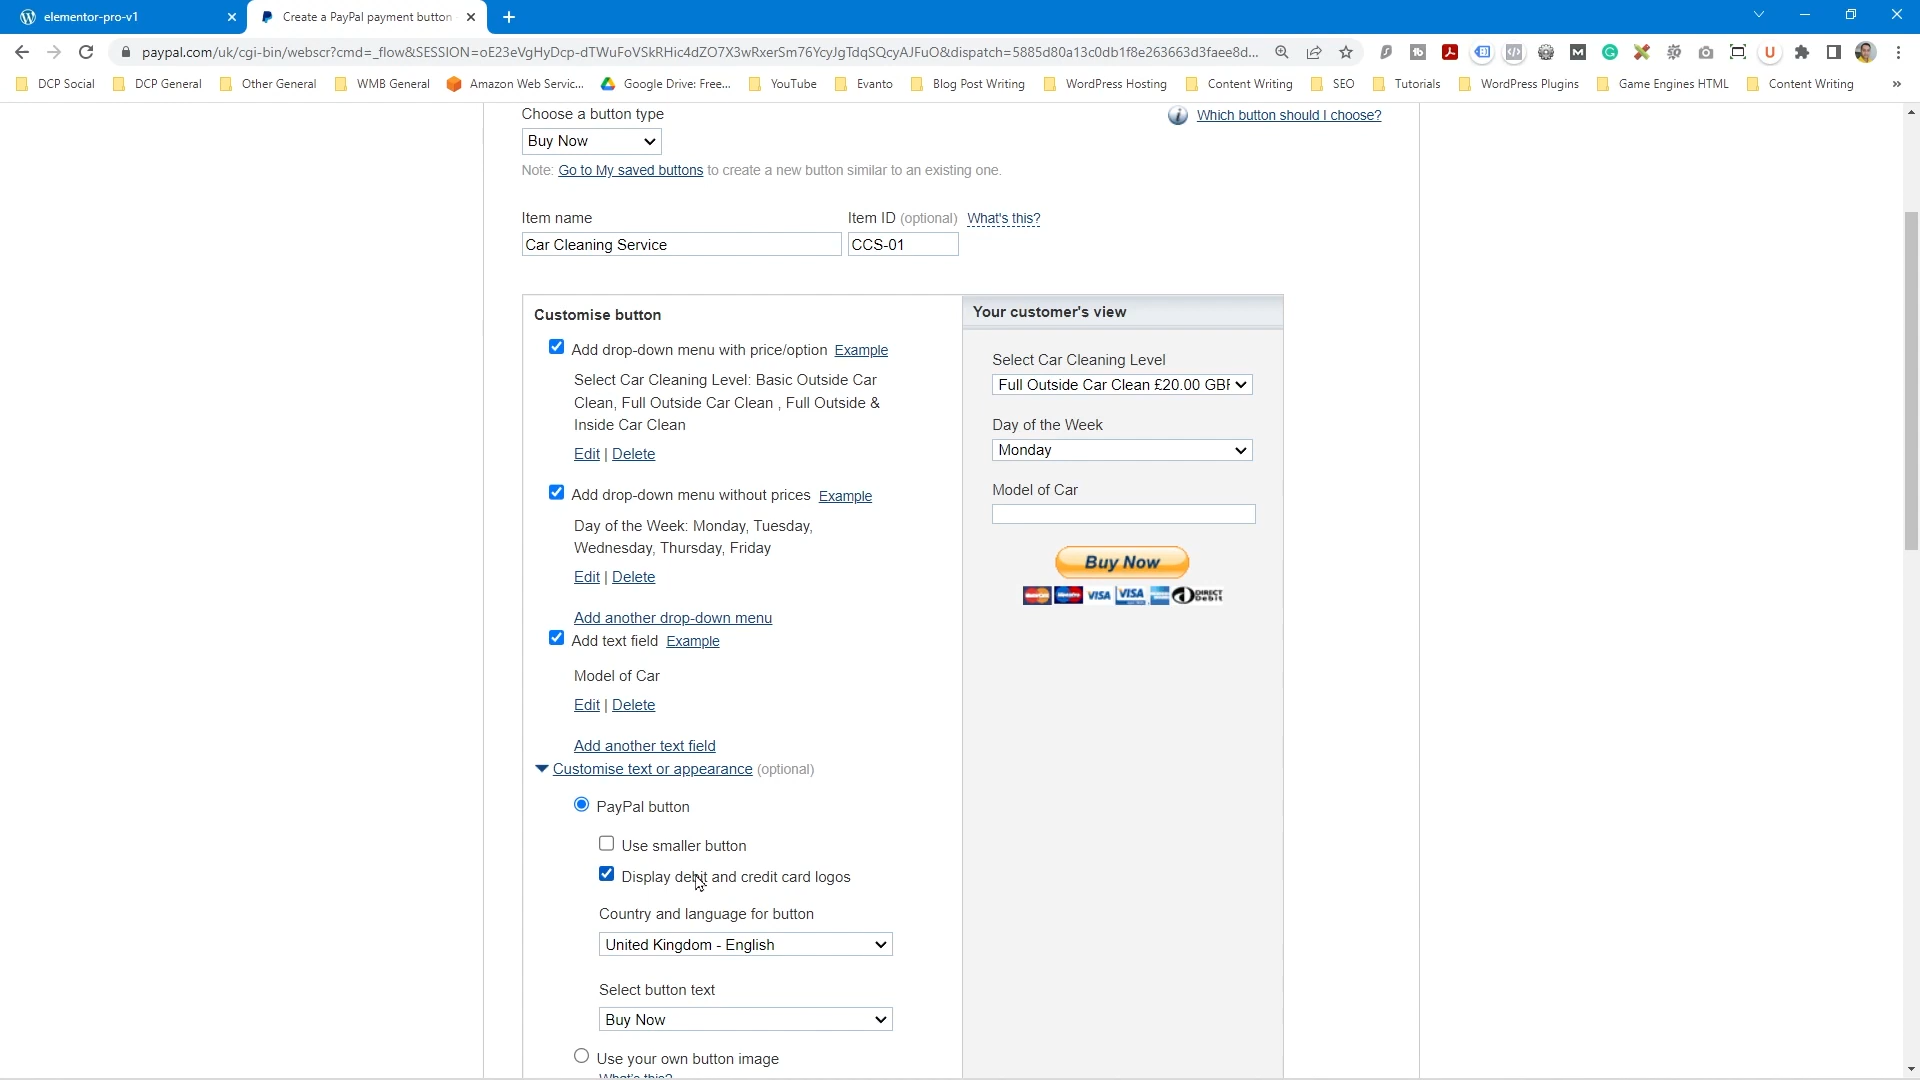 elementor-pro-v1
Create a PayPal payment button
paypal.com/uk/cgi-bin/webscr?cmd=_flow&SESSION=oE23eVgHyDcp-dTWuFoVSkRHic4dZO7X3wRxerSm76YcyJgTdqSQcyAJFuO&dispatch=5885d80a13c0db1f8e263663d3faee8d...
DCP Social
DCP General
Other General
WMB General
Amazon Web Servic...
Google Drive: Free...
YouTube
Evanto
Blog Post Writing
WordPress Hosting
Content Writing
SEO
Tutorials
WordPress Plugins
Game Engines HTML
Content Writing
»
Choose a button type
Which button should I choose?
Buy Now
Note: Go to My saved buttons to create a new button similar to an existing one.
Item name
Item ID (optional) What's this?
Car Cleaning Service
CCS-01
Customise button
Add drop-down menu with price/option Example
Select Car Cleaning Level: Basic Outside Car
Clean, Full Outside Car Clean , Full Outside &
Inside Car Clean
Edit | Delete
Add drop-down menu without prices Example
Day of the Week: Monday, Tuesday,
Wednesday, Thursday, Friday
Edit | Delete
Add another drop-down menu
Add text field Example
Model of Car
Edit | Delete
Add another text field
Customise text or appearance (optional)
PayPal button
Use smaller button
Display debit and credit card logos
Country and language for button
United Kingdom - English
Select button text
Buy Now
Use your own button image
What's this?
Your customer's view
Select Car Cleaning Level
Full Outside Car Clean £20.00 GBP
Day of the Week
Monday
Model of Car
Buy Now
VISA
VISA
DIRECT
Debit